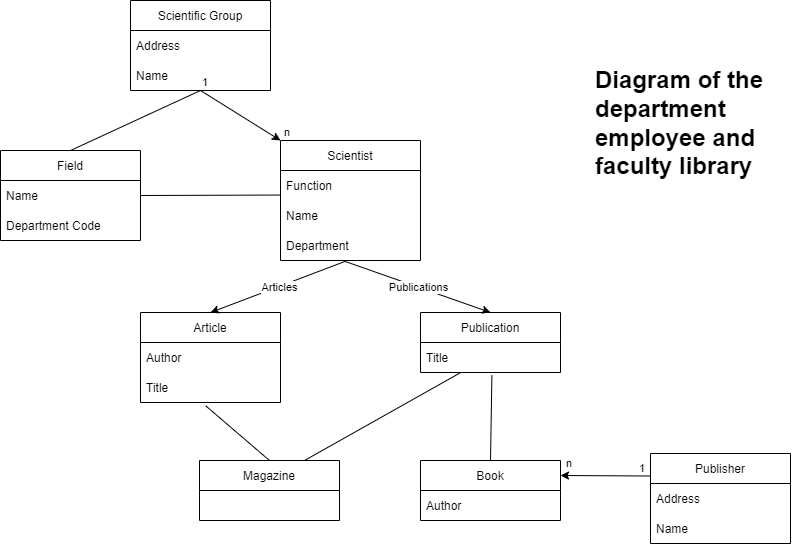 Scientific Group
Address
Name
1
Diagram of the
department
employee and
faculty library
n
Scientist
Function
Name
Department
Field
Name
Department Code
Articles
Publications
Article
Author
Title
Publication
Title
Magazine
Book
Author
n
1
Publisher
Address
Name